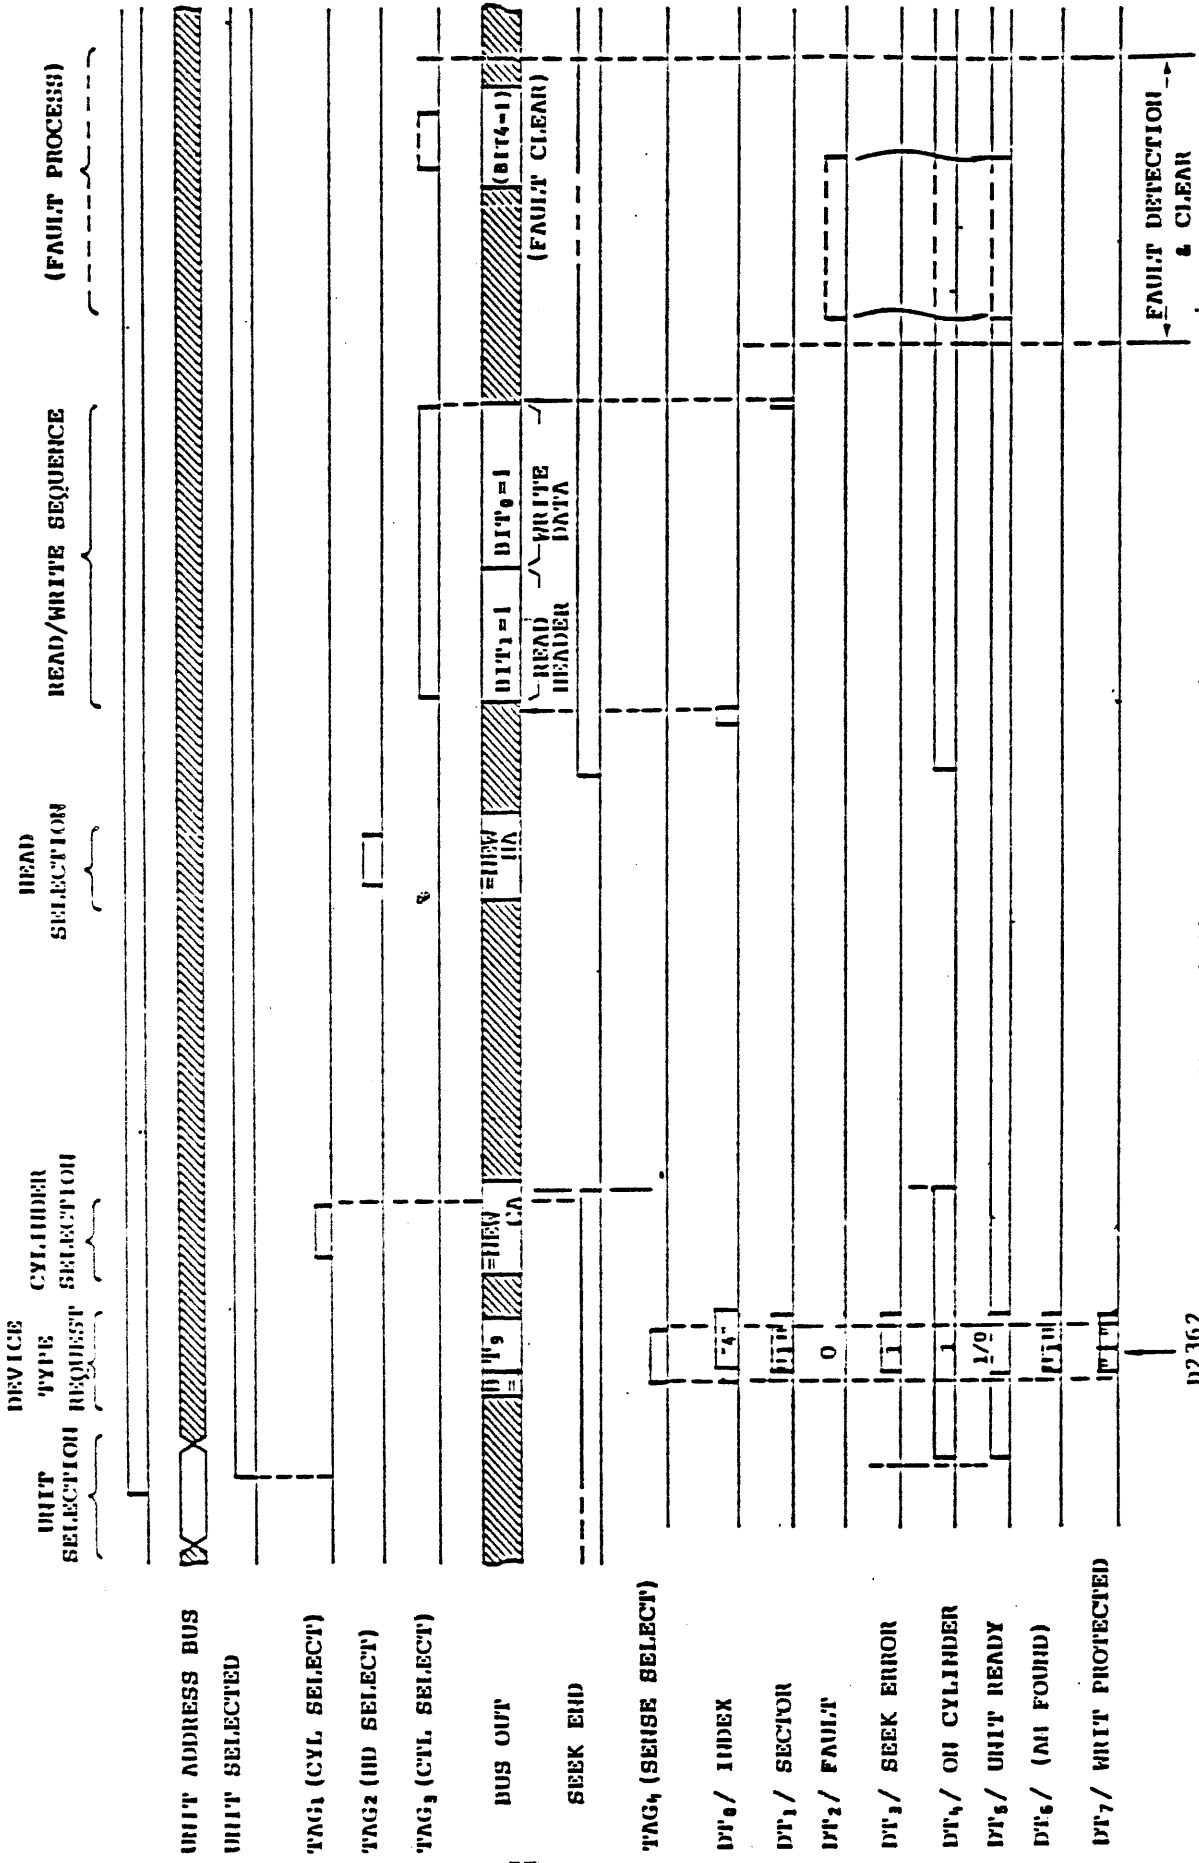 UNIT
SELECTION
DEVICE
TYPE
REQUEST
CYLINDER
SELECTION
HEAD
SELECTION
READ/WRITE SEQUENCE
(FAULT PROCESS)
UNIT ADDRESS BUS
UNIT SELECTED
TAG1 (CYL SELECT)
TAG2 (HD SELECT)
TAG3 (CTL SELECT)
BUS OUT
=NEW
CA
=NEW
HA
BIT1=1
BIT0=1
(BIT4=1)
READ
HEADER
WRITE
DATA
(FAULT CLEAR)
SEEK END
TAG4 (SENSE SELECT)
DT0/ INDEX
"4"
DT1/ SECTOR
"1"
DT2/ FAULT
0
DT3/ SEEK ERROR
1
DT4/ ON CYLINDER
1
DT5/ UNIT READY
1/0
DT6/ (AM FOUND)
"1"
DT7/ WRIT PROTECTED
FAULT DETECTION
& CLEAR
D2362